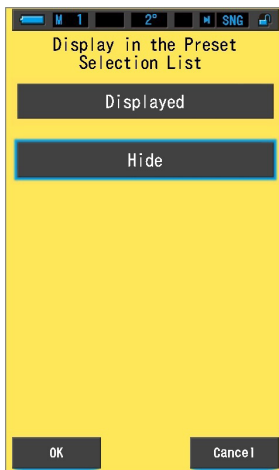 M 1 2° SNG
Display in the Preset
Selection List
Displayed
Hide
OK Cancel